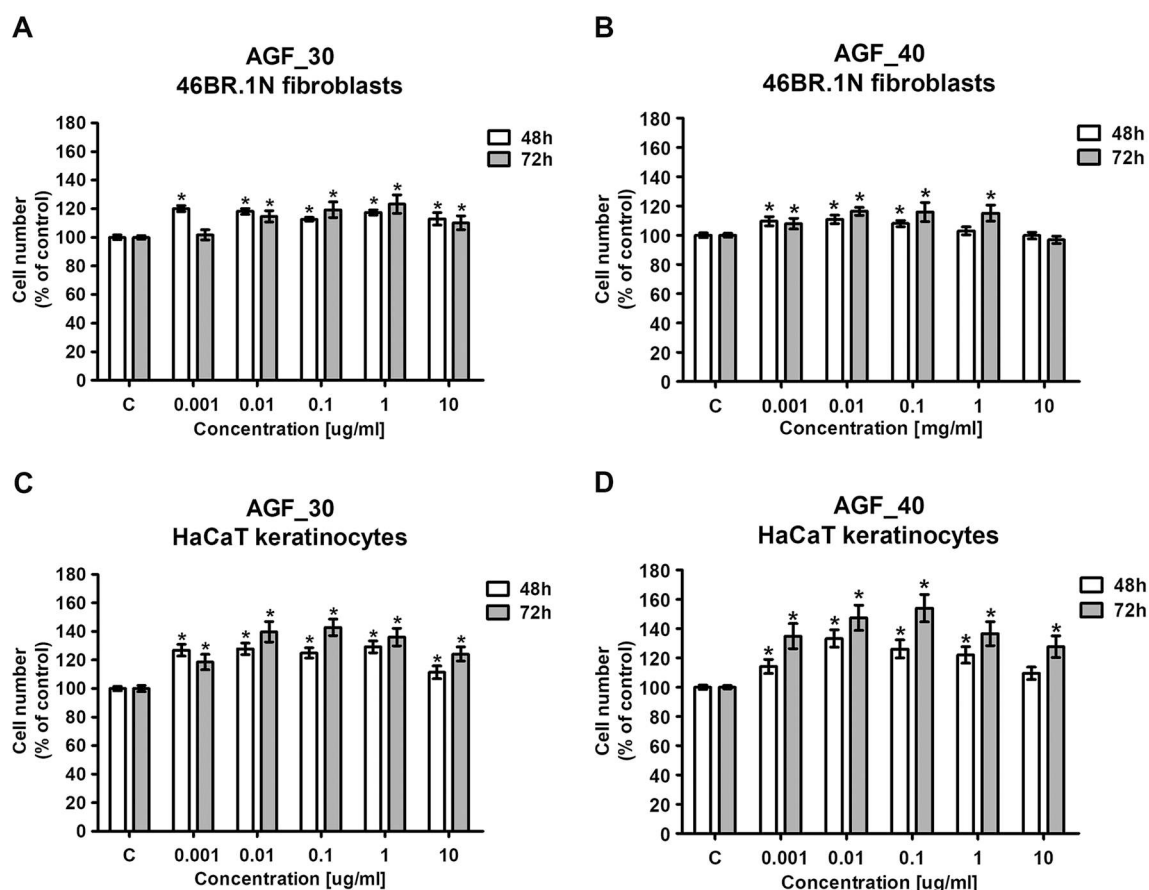 A
AGF_30
46BR.1N fibroblasts
Cell number
(% of control)
180
160
140
120
100
80
60
40
20
0
* * * * * * * * *
48h
72h
C 0.001 0.01 0.1 1 10
Concentration [ug/ml]
B
AGF_40
46BR.1N fibroblasts
Cell number
(% of control)
180
160
140
120
100
80
60
40
20
0
* * * * * * *
48h
72h
C 0.001 0.01 0.1 1 10
Concentration [mg/ml]
C
AGF_30
HaCaT keratinocytes
Cell number
(% of control)
180
160
140
120
100
80
60
40
20
0
* * * * * * * * * *
48h
72h
C 0.001 0.01 0.1 1 10
Concentration [ug/ml]
D
AGF_40
HaCaT keratinocytes
Cell number
(% of control)
180
160
140
120
100
80
60
40
20
0
* * * * * * * * *
48h
72h
C 0.001 0.01 0.1 1 10
Concentration [ug/ml]